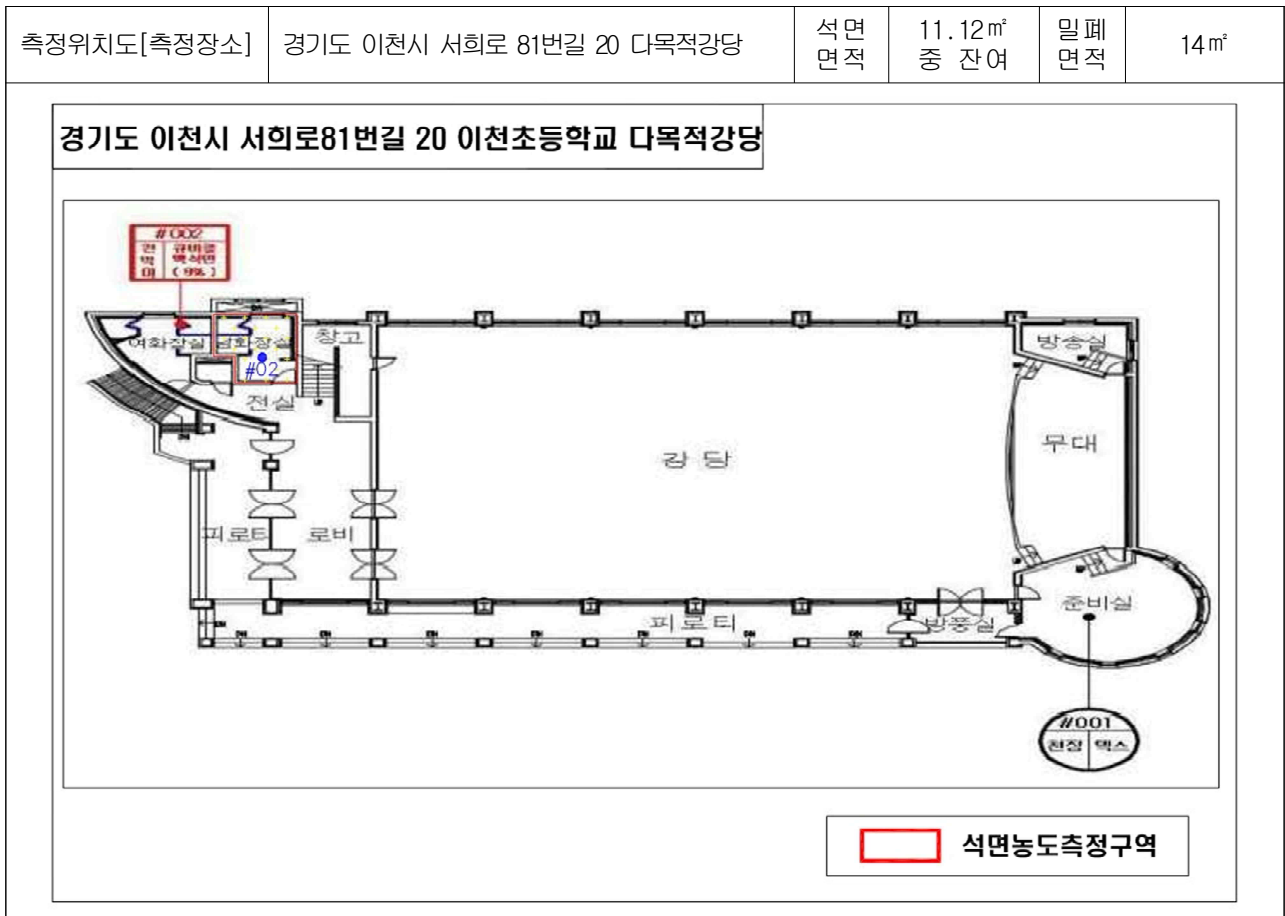 측정위치도[측정장소] 경기도 이천시 서희로 81번길 20 다목적강당 석면 면적 11.12㎡ 중 잔여 밀폐 면적 14㎡
경기도 이천시 서희로81번길 20 이천초등학교 다목적강당
#002
(9%)
여화장실 남화장실 창고 방송실
#02
전실
강 당
무대
피로티 로비
준비실
피로티 방풍실
#001
천장 텍스
석면농도측정구역